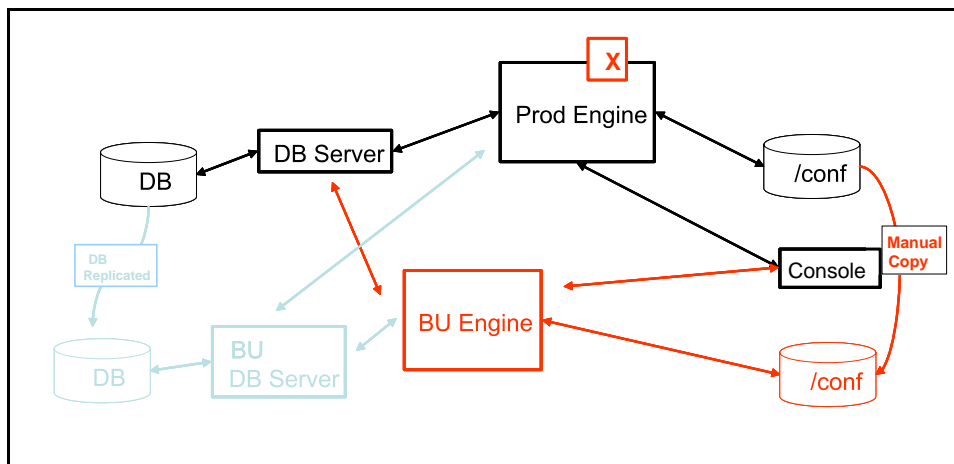 X
Prod Engine
DB Server
DB
/conf
DB
Replicated
Manual
Copy
Console
BU Engine
BU
DB Server
DB
/conf